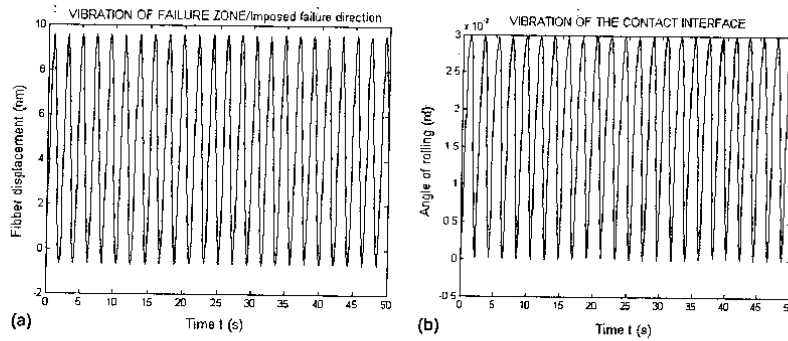 VIBRATION OF FAILURE ZONE/Imposed failure direction
10
8
6
4
2
0
-2
0 5 10 15 20 25 30 35 40 45 50
Fibber displacement (nm)
Time t (s)
(a)
VIBRATION OF THE CONTACT INTERFACE
x 10
3
2.5
2
1.5
1
0.5
0
-0.5
0 5 10 15 20 25 30 35 40 45 50
Angle of rolling (rd)
Time t (s)
(b)